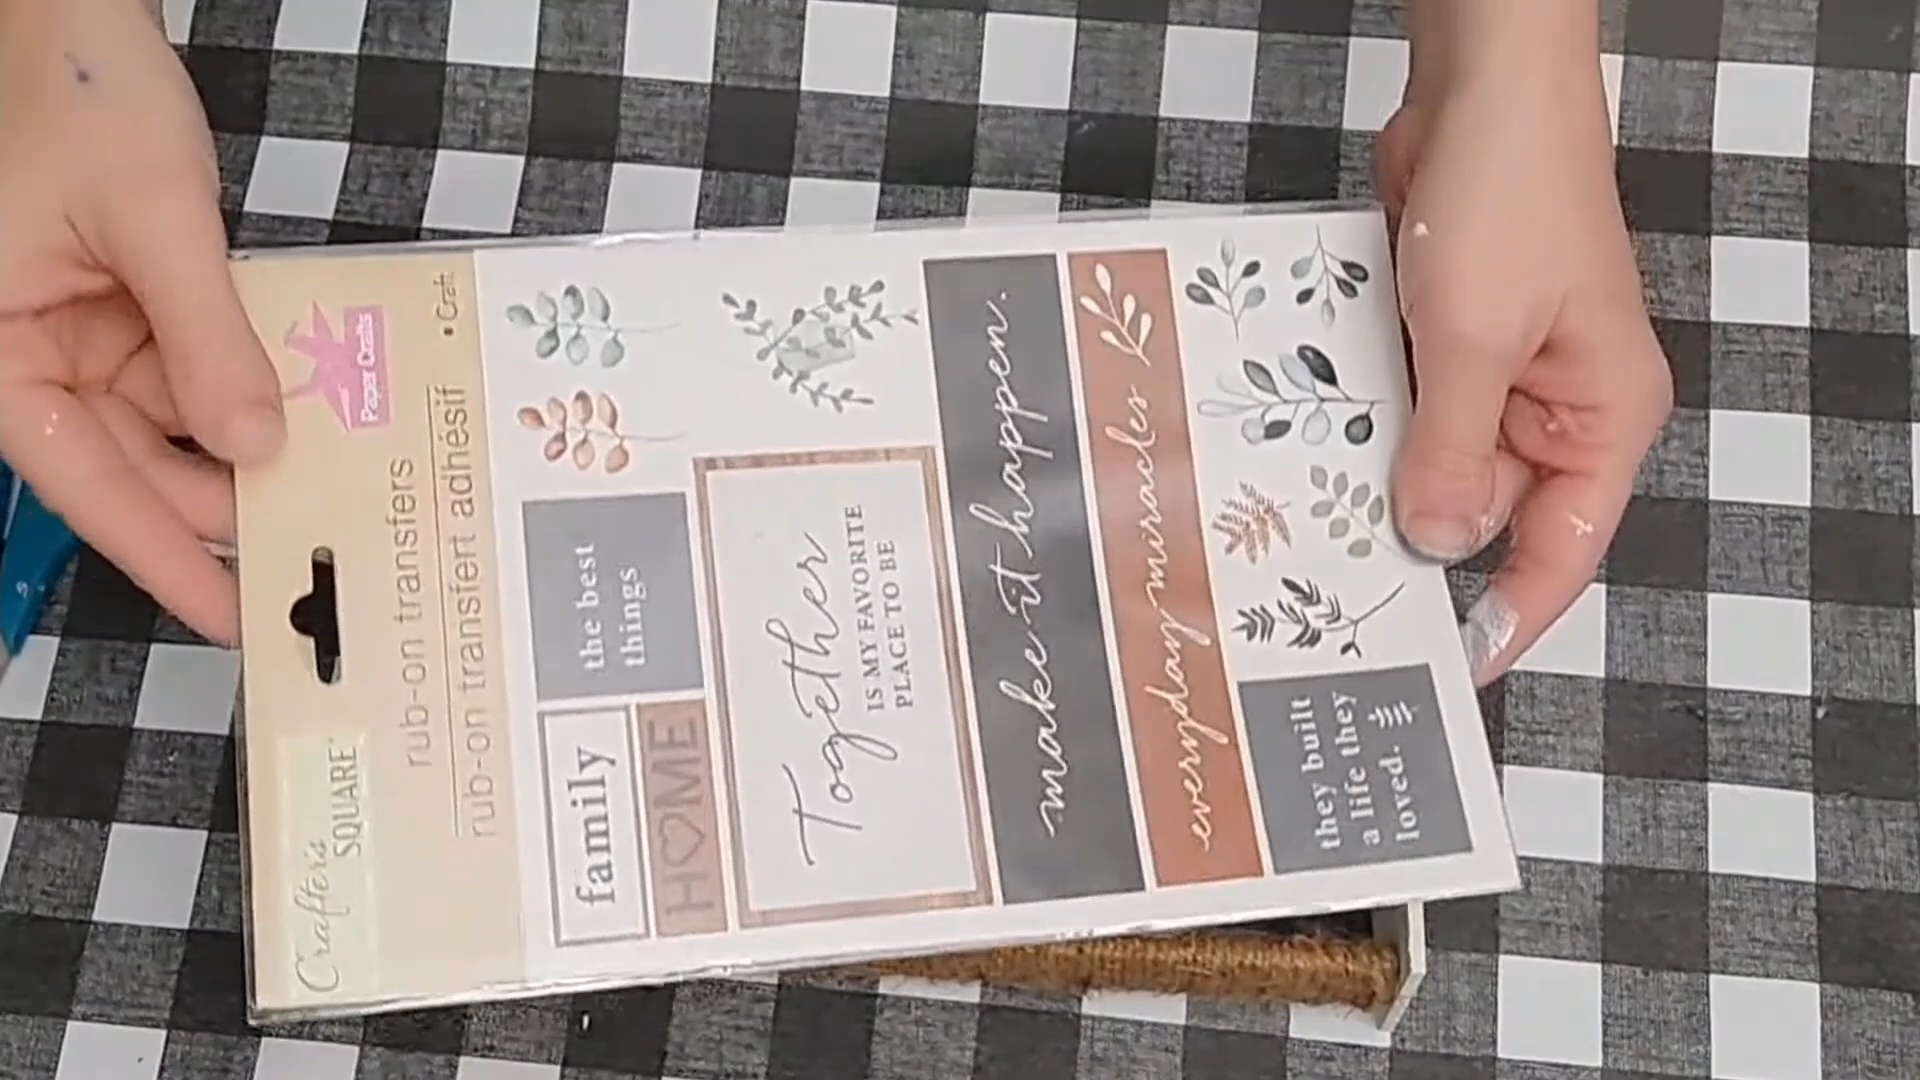 Crafter's
SQUARE
rub-on transfers
rub-on transfert adhésif
Paper Crafts
• Craft
the best
things
family
HOME
Together
IS MY FAVORITE
PLACE TO BE
make it happen.
everyday miracles
they built
a life they
loved.